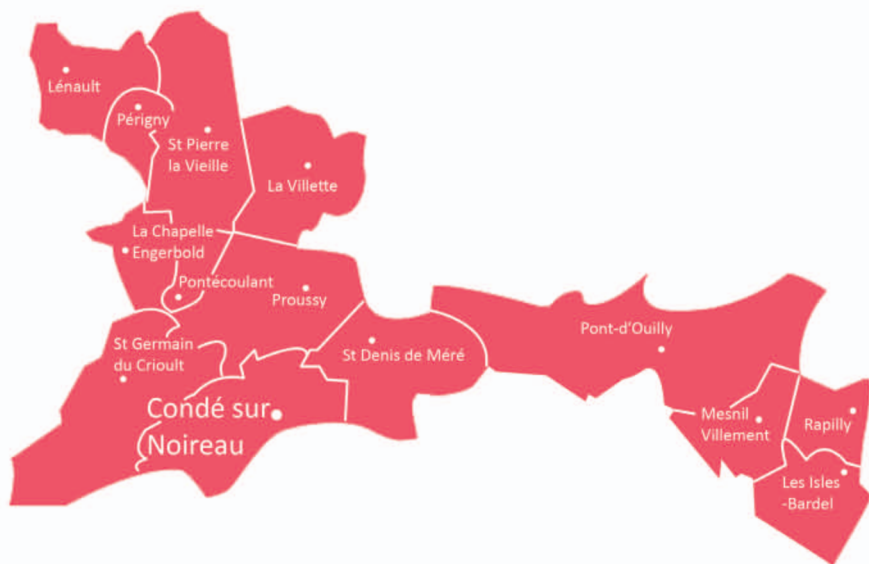 Lénault
Périgny
St Pierre
la Vieille
La Villette
La Chapelle
Engerbold
Pontécoulant
Proussy
Pont-d'Ouilly
St Germain
du Crioult
St Denis de Méré
Condé sur
Noireau
Mesnil
Villement
Rapilly
Les Isles
-Bardel